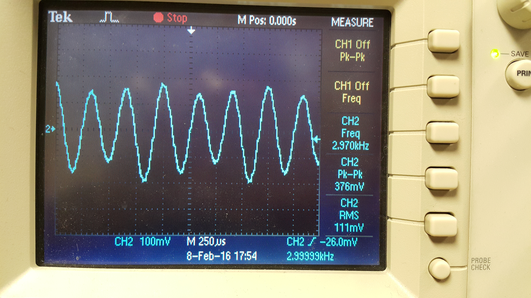 Tek Stop M Pos: 0.000s MEASURE
CH1 Off
Pk-Pk
CH1 Off
Freq
2
CH2
Freq
2.970kHz
CH2
Pk-Pk
376mV
CH2
RMS
111mV
CH2 100mV M 250µs CH2 -26.0mV
8-Feb-16 17:54 2.99999kHz
SAVE
PRIN
PROBE
CHECK